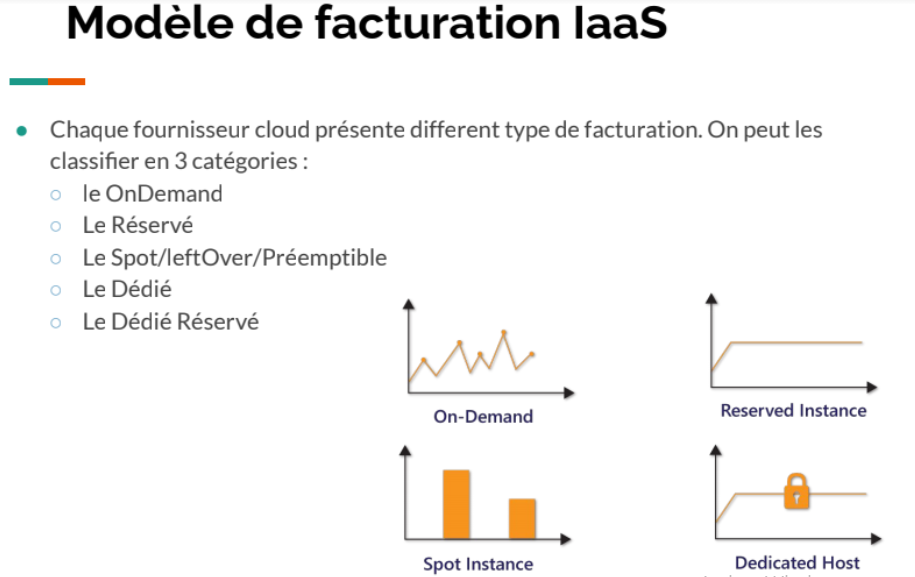 Modèle de facturation IaaS
Chaque fournisseur cloud présente different type de facturation. On peut les
classifier en 3 catégories :
le OnDemand
Le Réservé
Le Spot/leftOver/Préemptible
Le Dédié
Le Dédié Réservé
On-Demand
Reserved Instance
Spot Instance
Dedicated Host